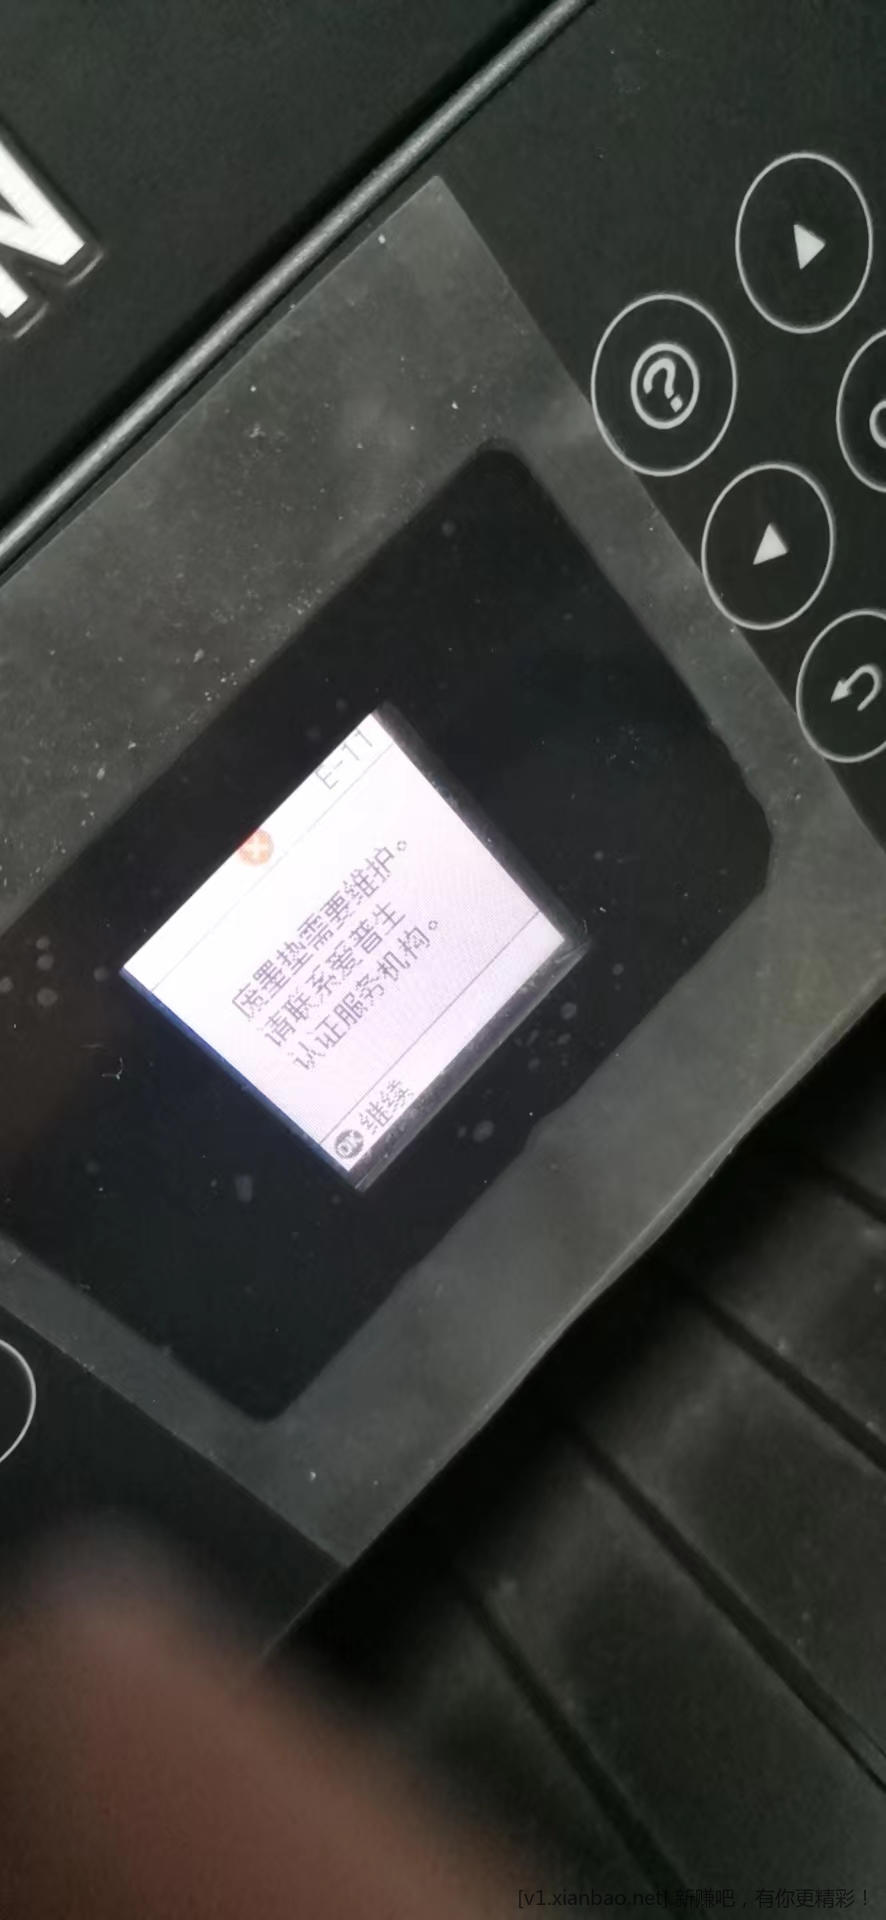 N
E-11
废墨垫需要维护。
请联系爱普生
认证服务机构。
OK 继续
[v1.xianbao.net] 新赚吧，有你更精彩！